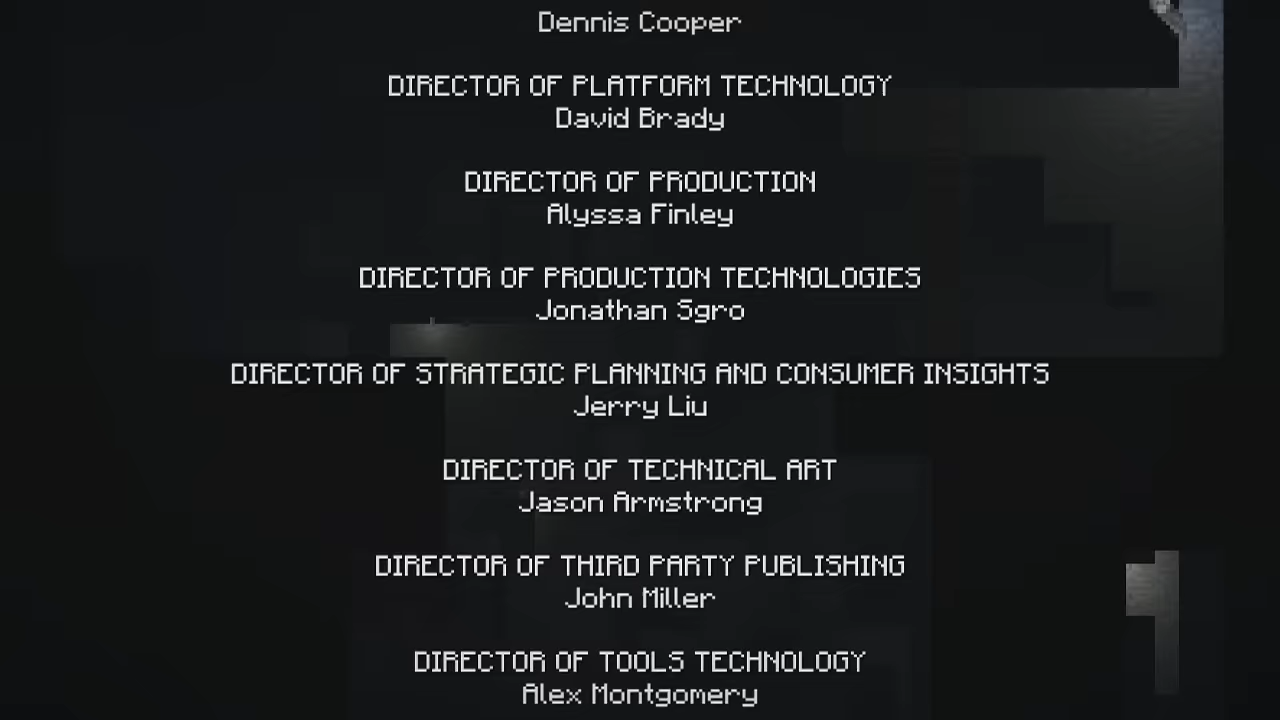 Dennis Cooper
DIRECTOR OF PLATFORM TECHNOLOGY
David Brady
DIRECTOR OF PRODUCTION
Alyssa Finley
DIRECTOR OF PRODUCTION TECHNOLOGIES
Jonathan Sgro
DIRECTOR OF STRATEGIC PLANNING AND CONSUMER INSIGHTS
Jerry Liu
DIRECTOR OF TECHNICAL ART
Jason Armstrong
DIRECTOR OF THIRD PARTY PUBLISHING
John Miller
DIRECTOR OF TOOLS TECHNOLOGY
Alex Montgomery